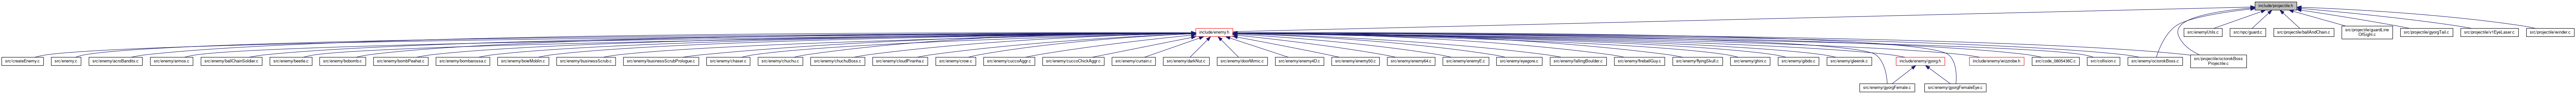 include/projectile.h
include/enemy.h
src/enemyUtils.c
src/npc/guard.c
src/projectile/ballAndChain.c
src/projectile/guardLine
OfSight.c
src/projectile/gyorgTail.c
src/projectile/v1EyeLaser.c
src/projectile/winder.c
src/createEnemy.c
src/enemy.c
src/enemy/acroBandits.c
src/enemy/armos.c
src/enemy/ballChainSoldier.c
src/enemy/beetle.c
src/enemy/bobomb.c
src/enemy/bombPeahat.c
src/enemy/bombarossa.c
src/enemy/bowMoblin.c
src/enemy/businessScrub.c
src/enemy/businessScrubPrologue.c
src/enemy/chaser.c
src/enemy/chuchu.c
src/enemy/chuchuBoss.c
src/enemy/cloudPiranha.c
src/enemy/crow.c
src/enemy/cuccoAggr.c
src/enemy/cuccoChickAggr.c
src/enemy/curtain.c
src/enemy/darkNut.c
src/enemy/doorMimic.c
src/enemy/enemy4D.c
src/enemy/enemy50.c
src/enemy/enemy64.c
src/enemy/enemyE.c
src/enemy/eyegore.c
src/enemy/fallingBoulder.c
src/enemy/fireballGuy.c
src/enemy/flyingSkull.c
src/enemy/ghini.c
src/enemy/gibdo.c
src/enemy/gleerok.c
include/enemy/gyorg.h
include/enemy/wizzrobe.h
src/code_0805436C.c
src/collision.c
src/enemy/octorokBoss.c
src/projectile/octorokBoss
Projectile.c
src/enemy/gyorgFemale.c
src/enemy/gyorgFemaleEye.c